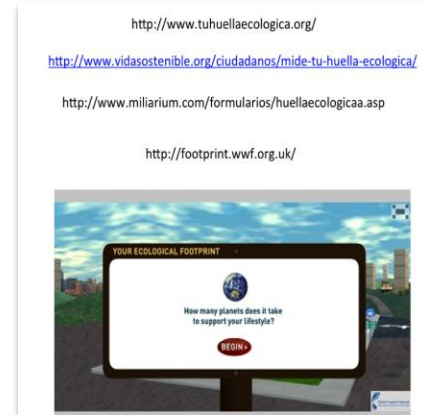 http://www.tuhuellaecologica.org/
http://www.vidasostenible.org/ciudadanos/mide-tu-huella-ecologica/
http://www.miliarium.com/formularios/huellaecologicaa.asp
http://footprint.wwf.org.uk/
YOUR ECOLOGICAL FOOTPRINT
How many planets does it take
to support your lifestyle?
BEGIN